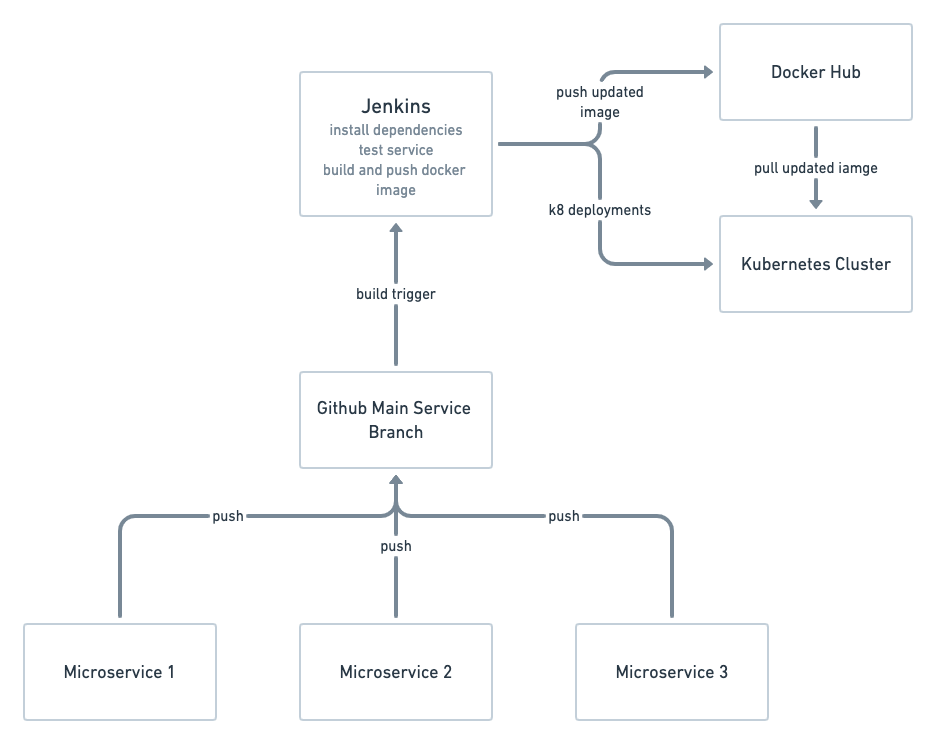 Docker Hub
Jenkins
install dependencies
test service
build and push docker
image
push updated
image
pull updated iamge
k8 deployments
Kubernetes Cluster
build trigger
Github Main Service
Branch
push
push
push
Microservice 1
Microservice 2
Microservice 3